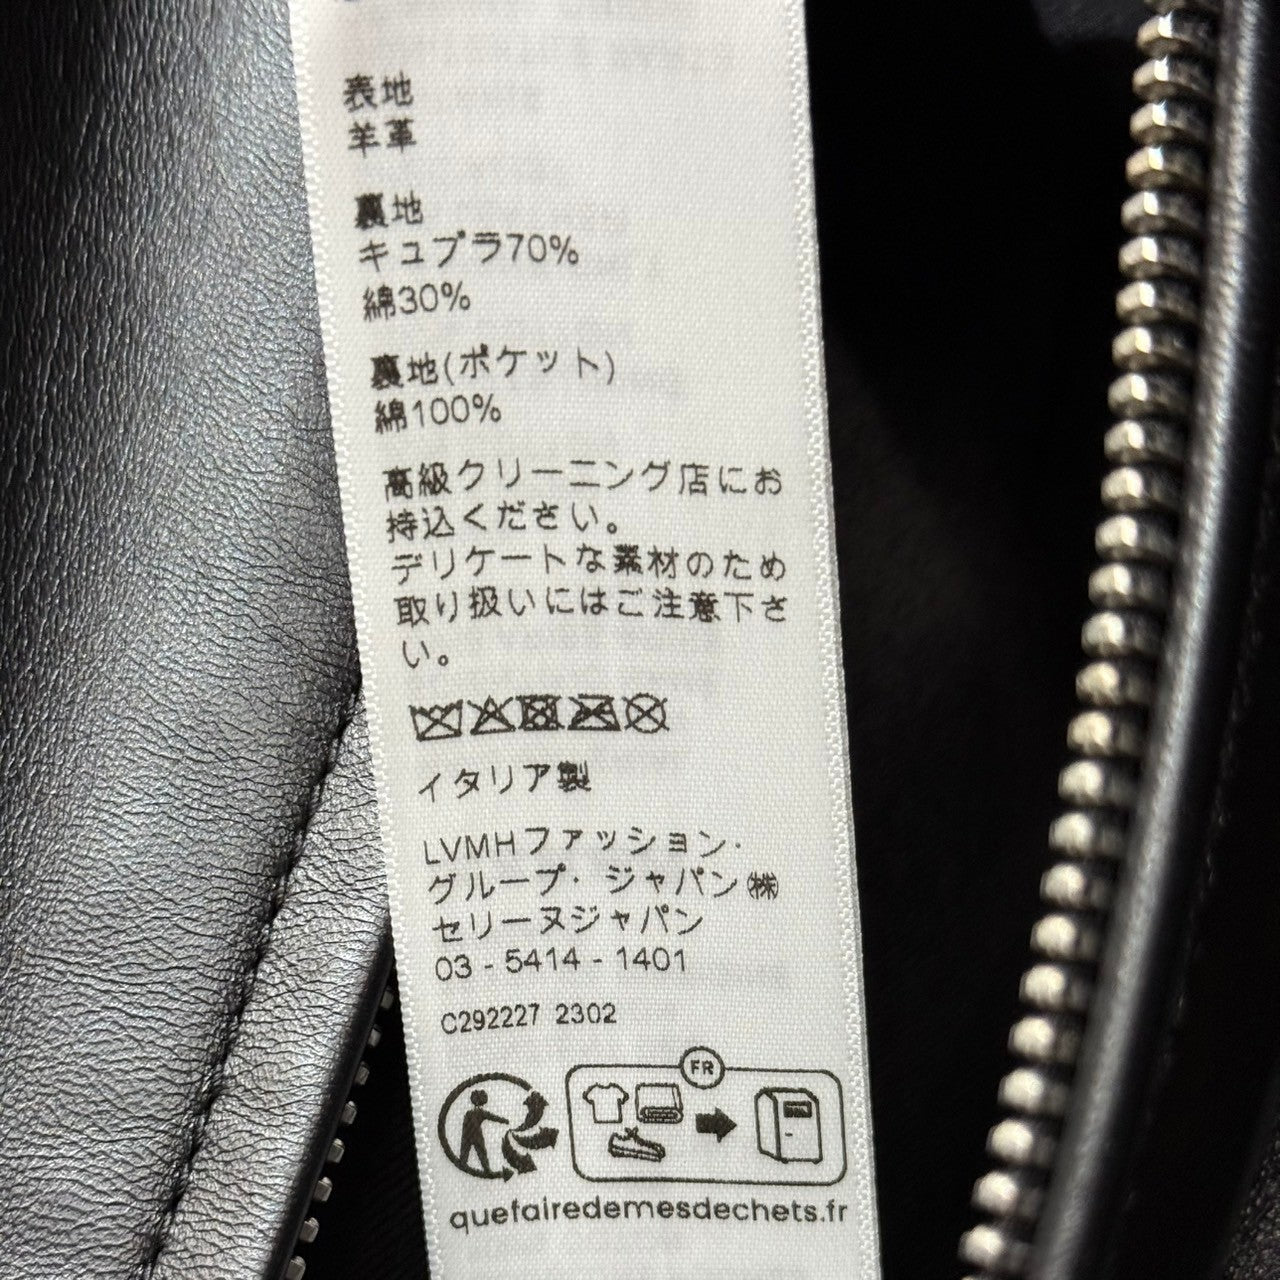 表地
羊革
裏地
キュプラ70%
綿30%
裏地(ポケット)
綿100%
高級クリーニング店にお
持込ください。
デリケートな素材のため
取り扱いにはご注意下さ
い。
イタリア製
LVMHファッション・
グループ・ジャパン㈱
セリーヌジャパン
03 - 5414 - 1401
C292227 2302
FR
quefairedemesdechets.fr